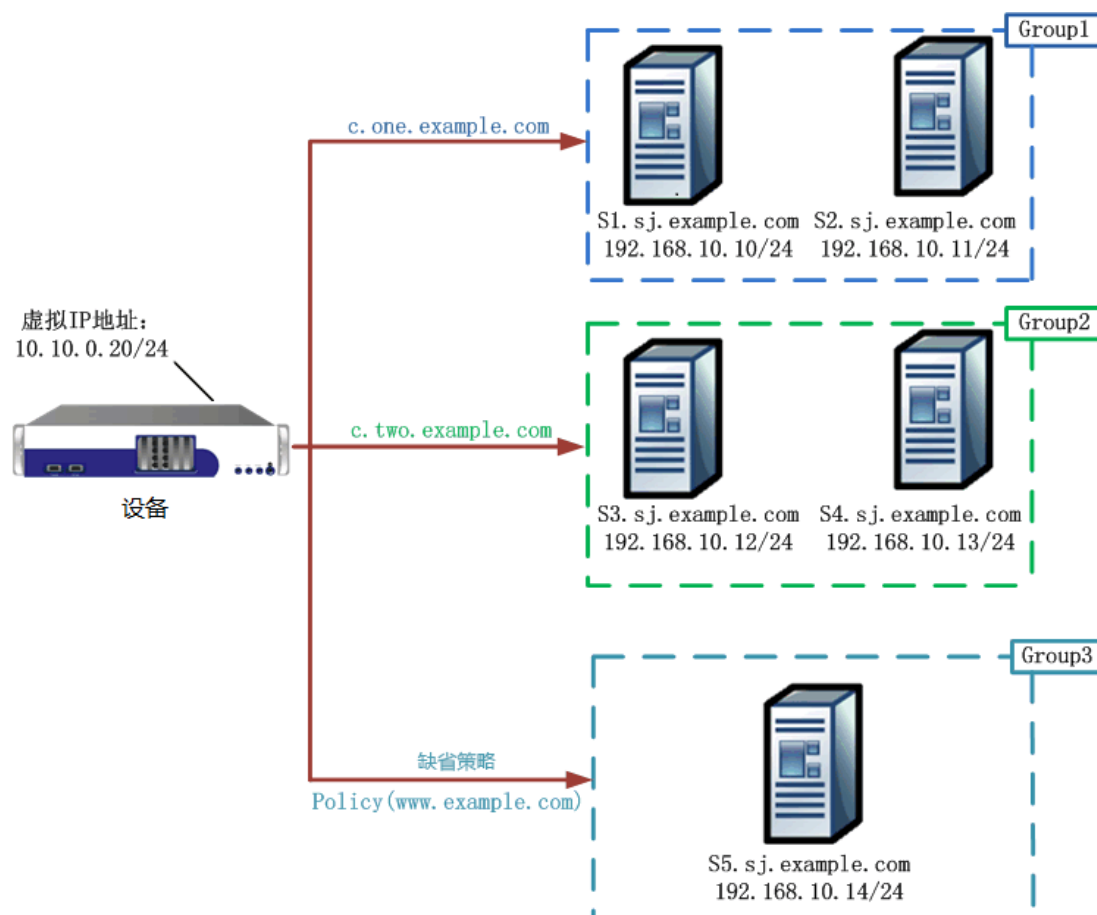 Group1
c.one.example.com
S1.sj.example.com
192.168.10.10/24
S2.sj.example.com
192.168.10.11/24
虚拟IP地址:
10.10.0.20/24
设备
Group2
c.two.example.com
S3.sj.example.com
192.168.10.12/24
S4.sj.example.com
192.168.10.13/24
Group3
缺省策略
Policy(www.example.com)
S5.sj.example.com
192.168.10.14/24